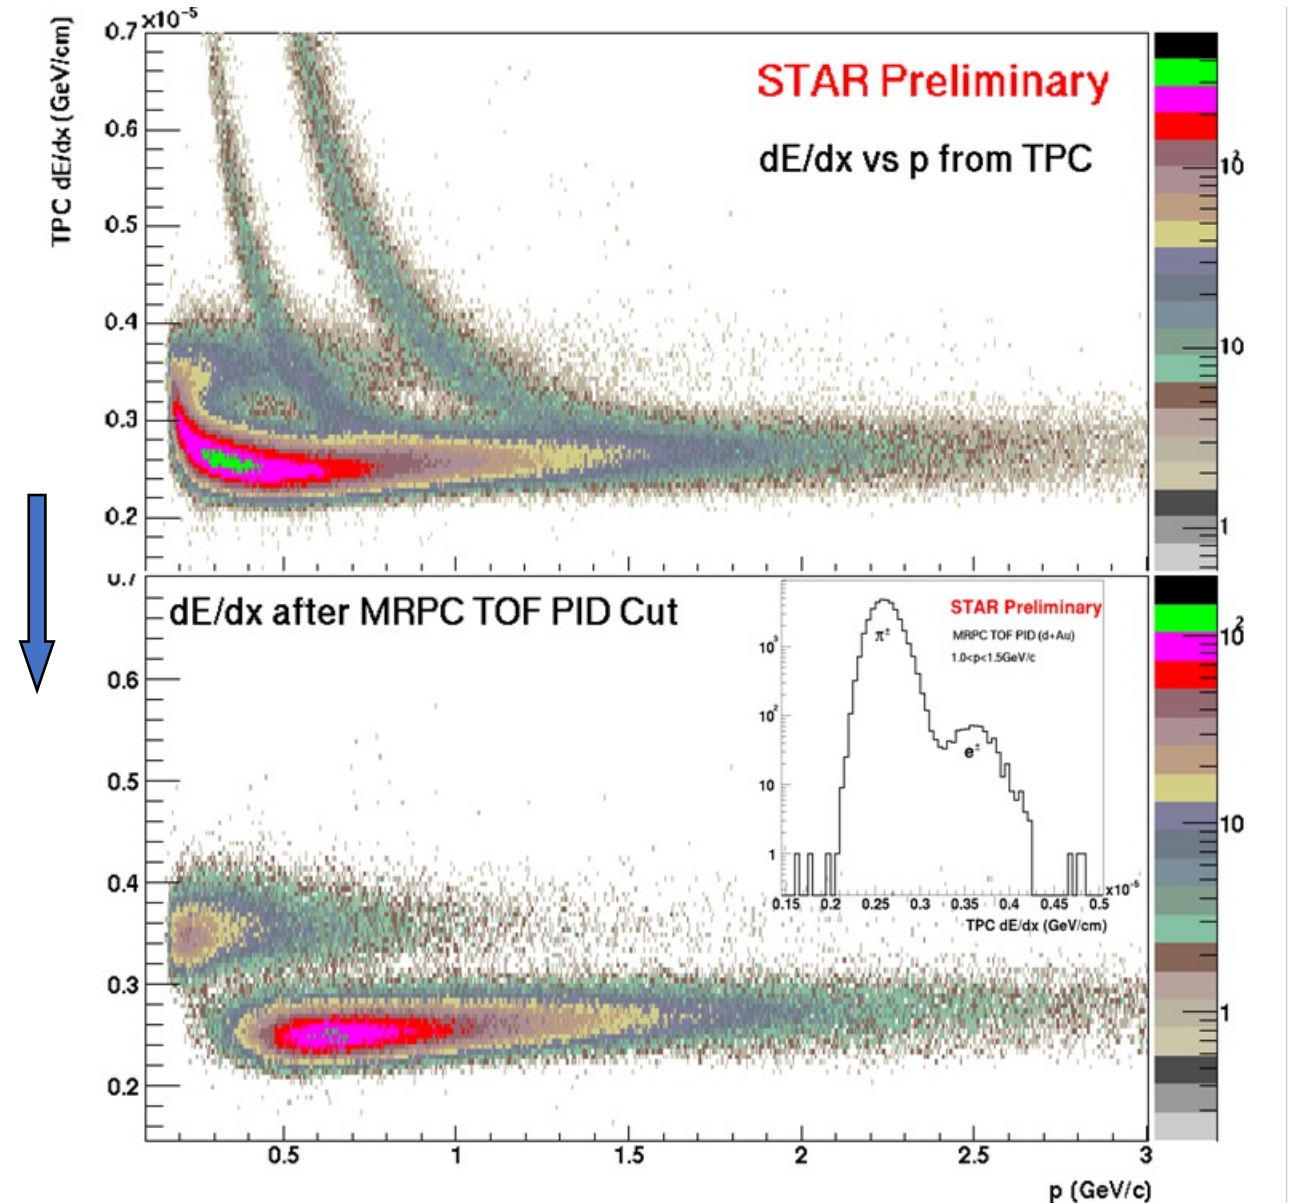 0.7 ×10⁻⁵
TPC dE/dx (GeV/cm)
STAR Preliminary
dE/dx vs p from TPC
0.6
0.5
0.4
0.3
0.2
10²
10
1
0.7
dE/dx after MRPC TOF PID Cut
0.6
0.5
0.4
0.3
0.2
STAR Preliminary
MRPC TOF PID (d+Au)
1.0<p<1.5GeV/c
π±
e±
10³
10²
10
1
0.15 0.2 0.25 0.3 0.35 0.4 0.45 0.5 ×10⁻⁵
TPC dE/dx (GeV/cm)
10²
10
1
0.5 1 1.5 2 2.5 3
p (GeV/c)